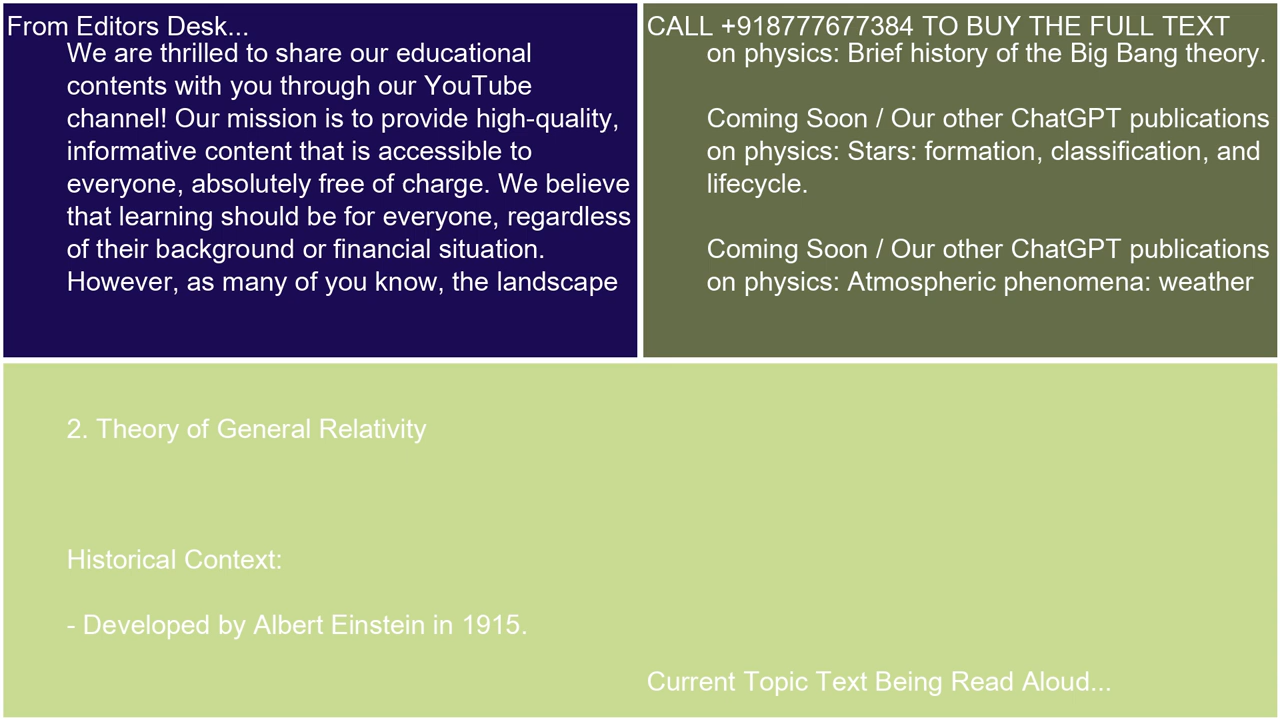 From Editors Desk...
We are thrilled to share our educational
contents with you through our YouTube
channel! Our mission is to provide high-quality,
informative content that is accessible to
everyone, absolutely free of charge. We believe
that learning should be for everyone, regardless
of their background or financial situation.
However, as many of you know, the landscape
CALL +918777677384 TO BUY THE FULL TEXT
on physics: Brief history of the Big Bang theory.
Coming Soon / Our other ChatGPT publications
on physics: Stars: formation, classification, and
lifecycle.
Coming Soon / Our other ChatGPT publications
on physics: Atmospheric phenomena: weather
2. Theory of General Relativity
Historical Context:
- Developed by Albert Einstein in 1915.
Current Topic Text Being Read Aloud...